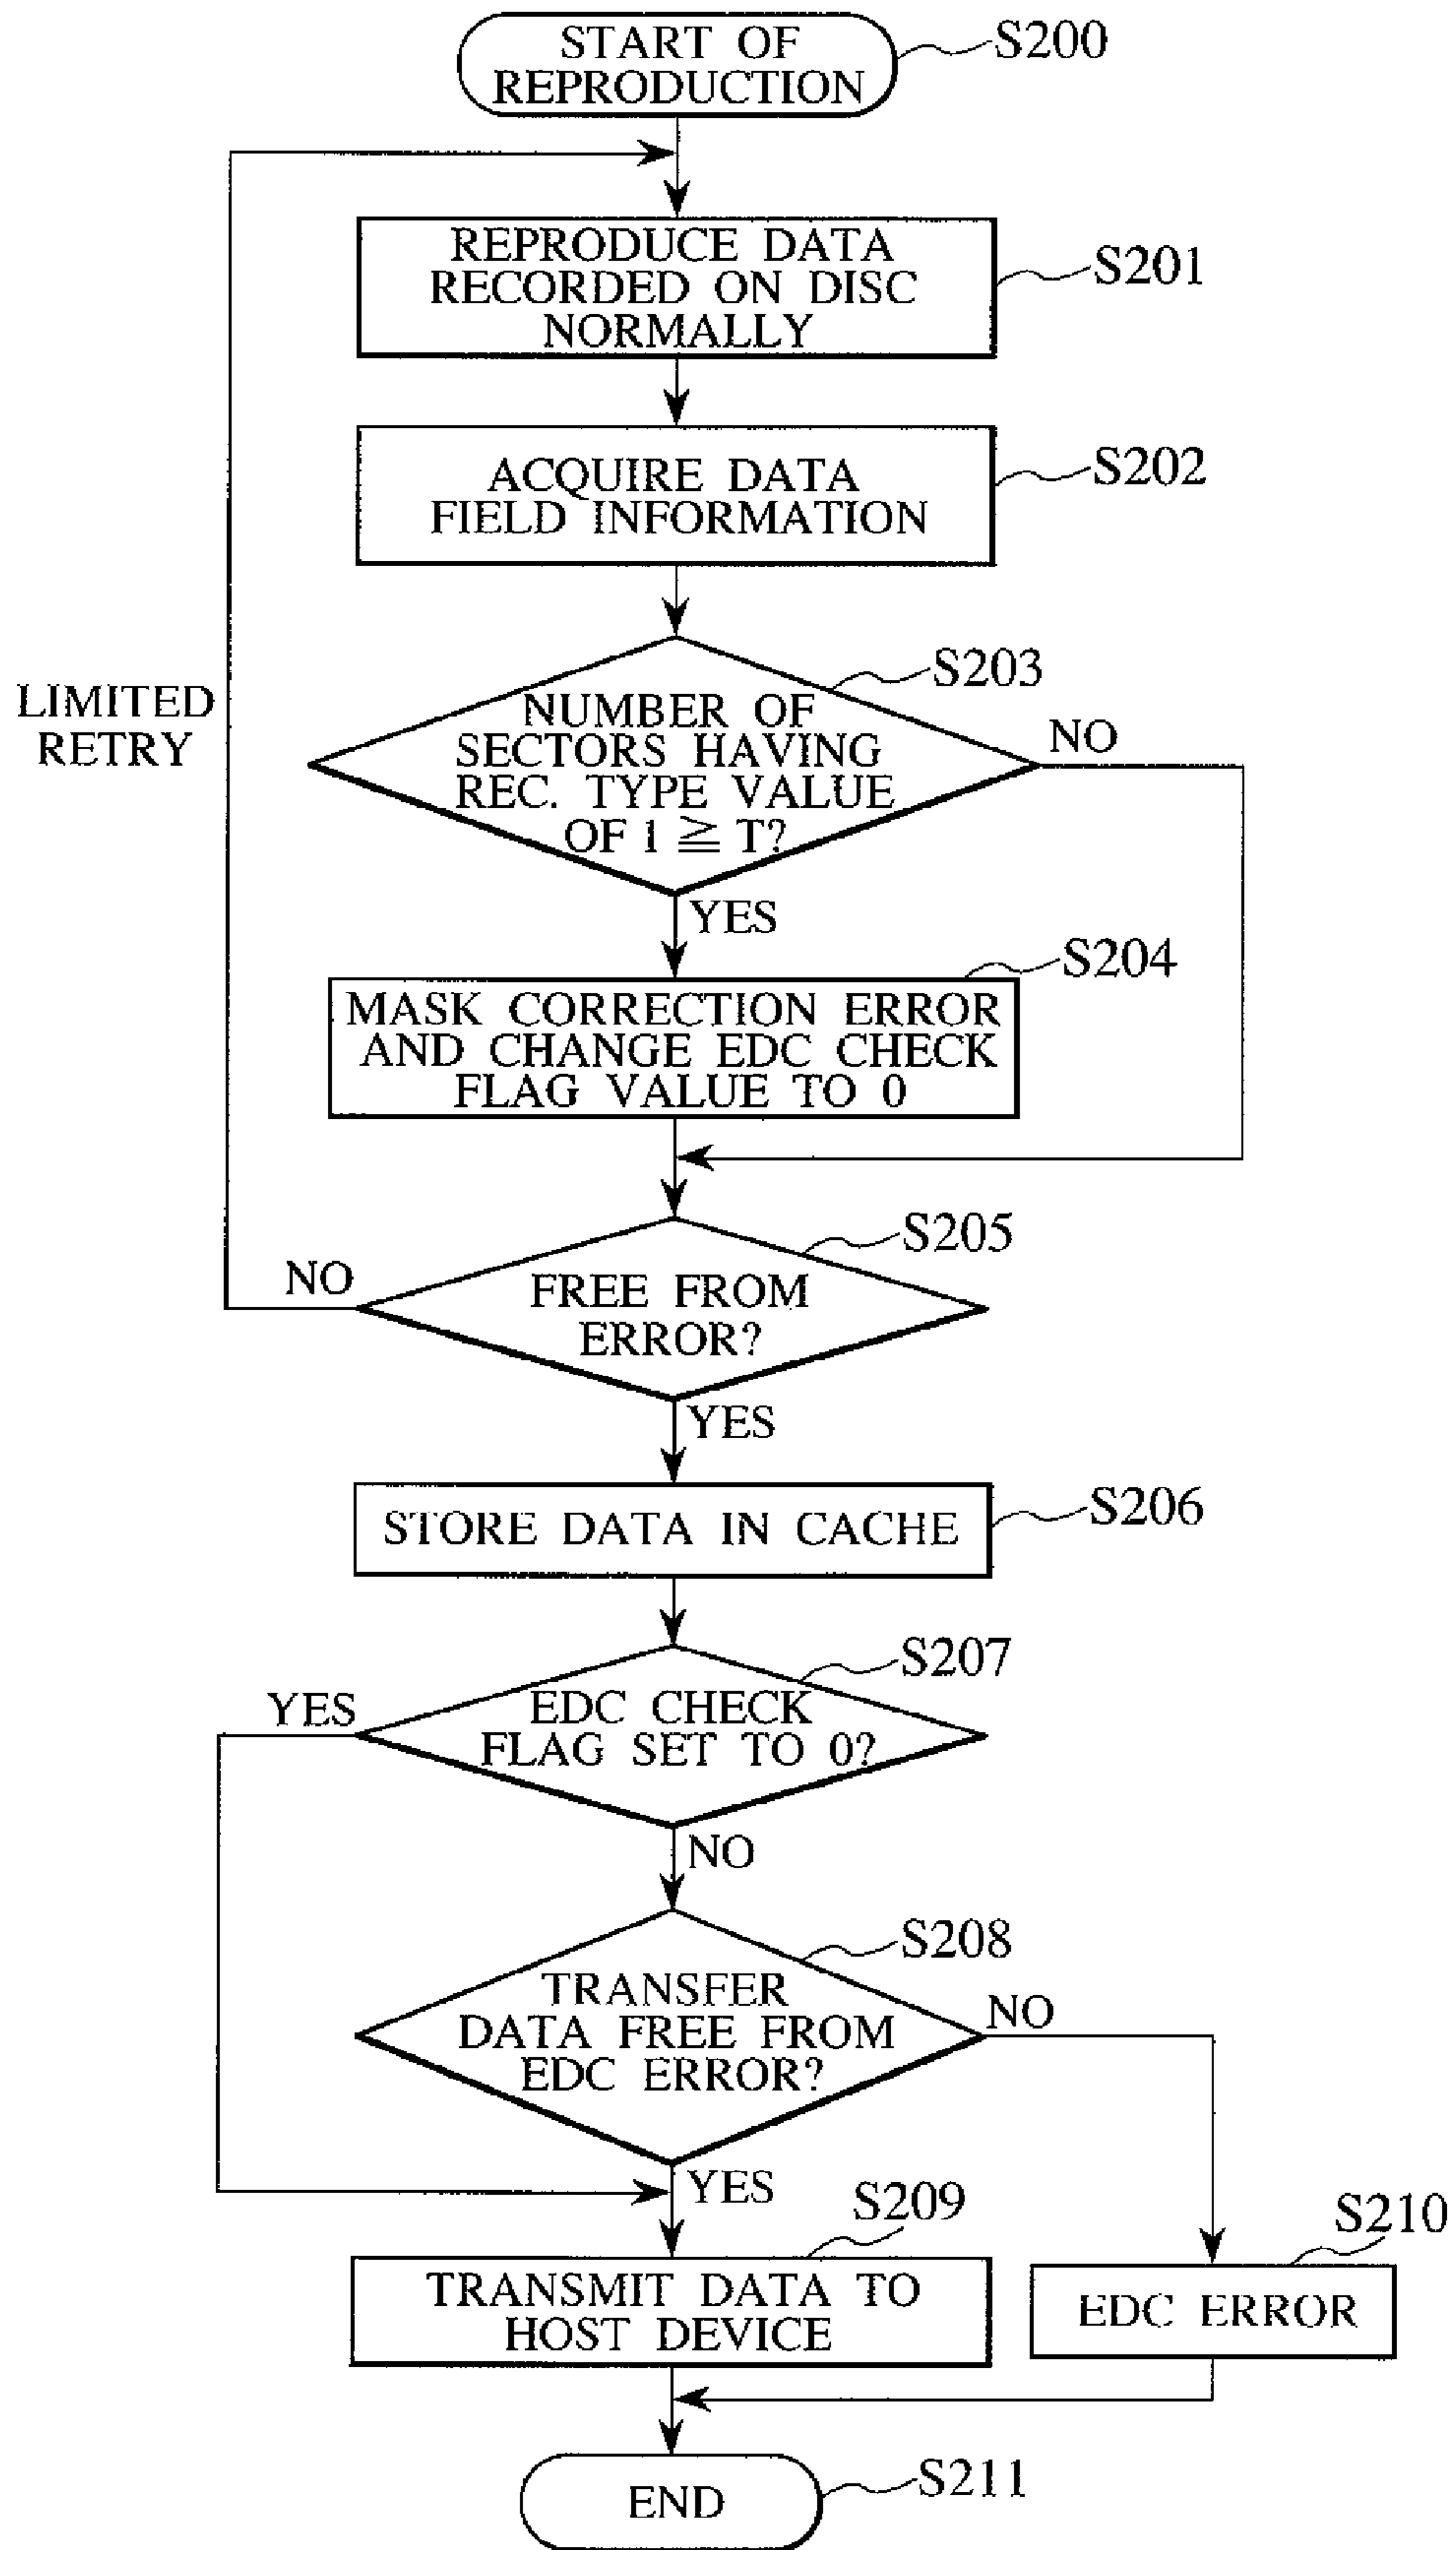 START OF
REPRODUCTION
S200
REPRODUCE DATA
RECORDED ON DISC
NORMALLY
S201
ACQUIRE DATA
FIELD INFORMATION
S202
LIMITED
RETRY
NUMBER OF
SECTORS HAVING
REC. TYPE VALUE
OF 1 ≧ T?
S203
NO
YES
MASK CORRECTION ERROR
AND CHANGE EDC CHECK
FLAG VALUE TO 0
S204
FREE FROM
ERROR?
S205
NO
YES
STORE DATA IN CACHE
S206
EDC CHECK
FLAG SET TO 0?
S207
YES
NO
TRANSFER
DATA FREE FROM
EDC ERROR?
S208
NO
YES
TRANSMIT DATA TO
HOST DEVICE
S209
EDC ERROR
S210
END
S211